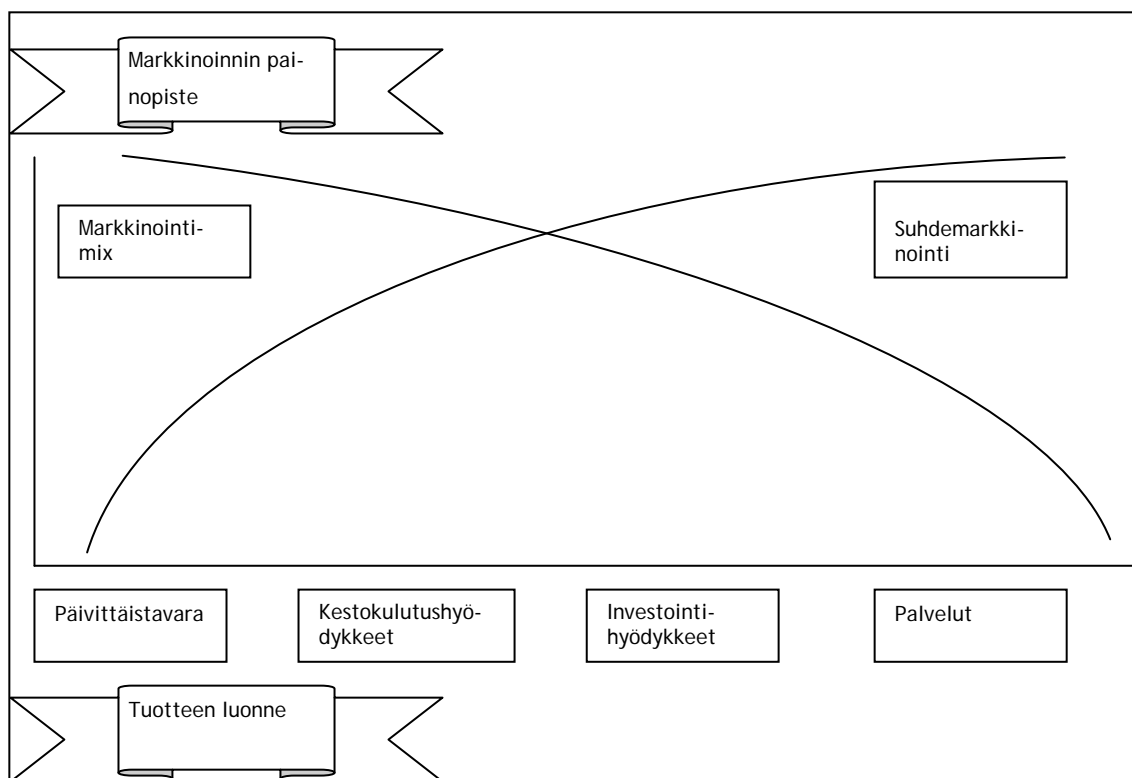 Markkinoinnin pai-
nopiste
Markkinointi-
mix
Suhdemarkki-
nointi
Päivittäistavara
Kestokulutushyö-
dykkeet
Investointi-
hyödykkeet
Palvelut
Tuotteen luonne